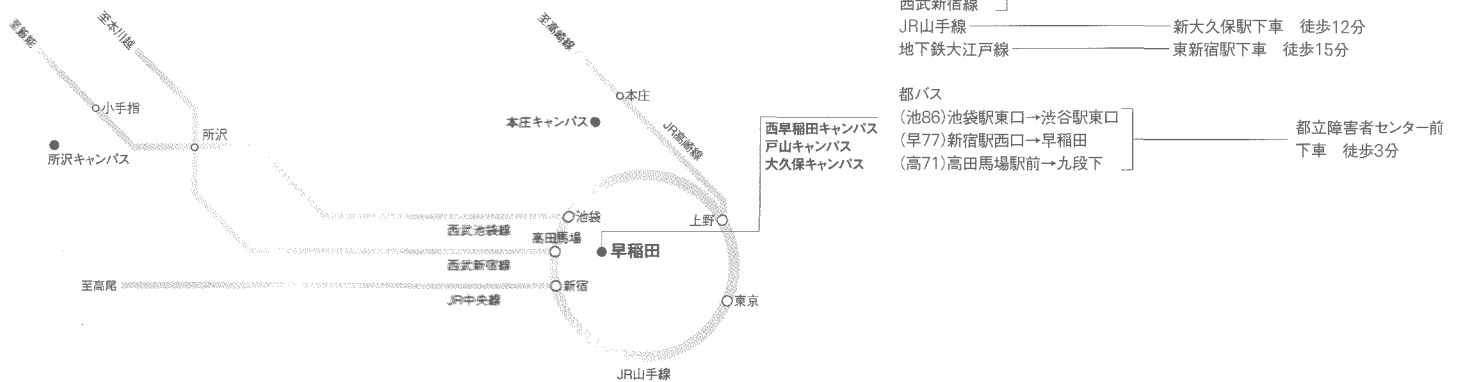 西武新宿線
JR山手線 新大久保駅下車 徒歩12分
地下鉄大江戸線 東新宿駅下車 徒歩15分
都バス
(池86)池袋駅東口→渋谷駅東口
(早77)新宿駅西口→早稲田
(高71)高田馬場駅前→九段下
都立障害者センター前
下車 徒歩3分
至飯能
至本川越
至高崎線
小手指
所沢
所沢キャンパス
本庄
本庄キャンパス
JR高崎線
西早稲田キャンパス
戸山キャンパス
大久保キャンパス
池袋
上野
西武池袋線
高田馬場
早稲田
西武新宿線
至高尾
新宿
JR中央線
東京
JR山手線